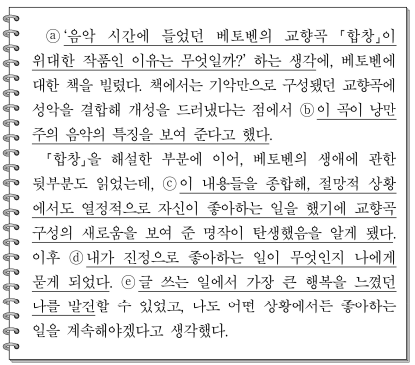 ⓐ‘음악 시간에 들었던 베토벤의 교향곡 「합창」이
위대한 작품인 이유는 무엇일까?’ 하는 생각에, 베토벤에
대한 책을 빌렸다. 책에서는 기악만으로 구성됐던 교향곡에
성악을 결합해 개성을 드러냈다는 점에서 ⓑ이 곡이 낭만
주의 음악의 특징을 보여 준다고 했다.
「합창」을 해설한 부분에 이어, 베토벤의 생애에 관한
뒷부분도 읽었는데, ⓒ이 내용들을 종합해, 절망적 상황
에서도 열정적으로 자신이 좋아하는 일을 했기에 교향곡
구성의 새로움을 보여 준 명작이 탄생했음을 알게 됐다.
이후 ⓓ내가 진정으로 좋아하는 일이 무엇인지 나에게
묻게 되었다. ⓔ글 쓰는 일에서 가장 큰 행복을 느꼈던
나를 발견할 수 있었고, 나도 어떤 상황에서든 좋아하는
일을 계속해야겠다고 생각했다.